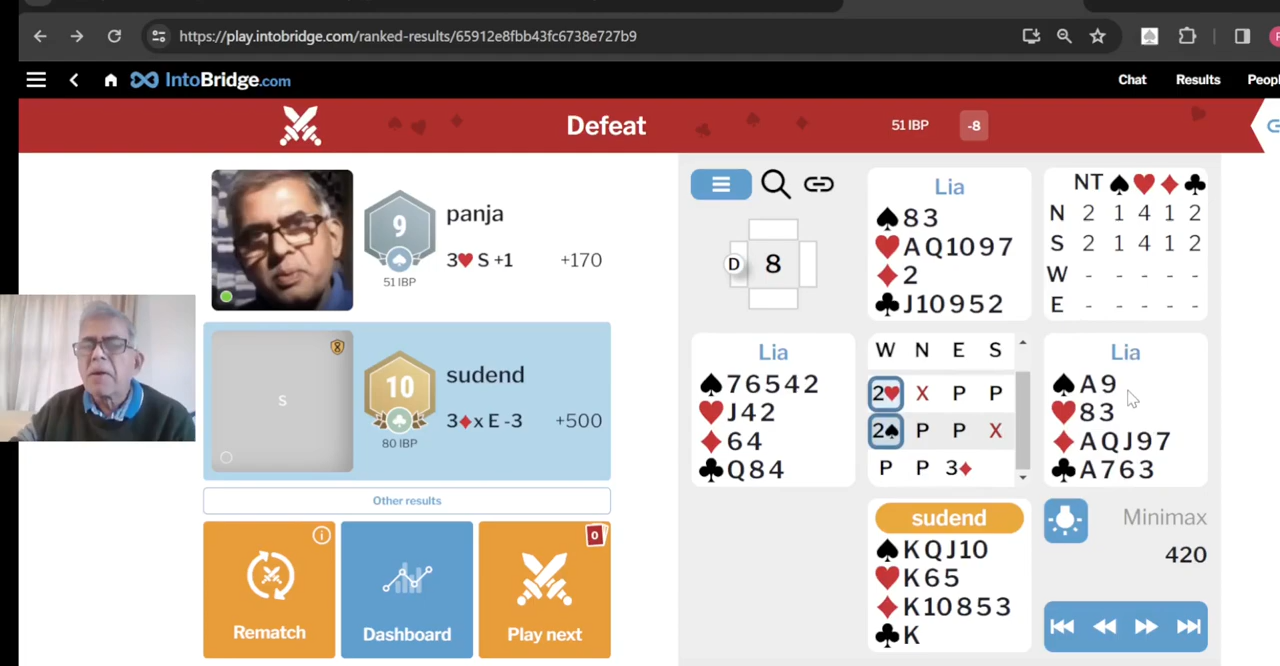 https://play.intobridge.com/ranked-results/65912e8fbb43fc6738e727b9
IntoBridge.com
Chat Results Peopl
Defeat 51 IBP -8
panja
9
3♥ S +1 +170
51 IBP
S
sudend
10
3♦x E -3 +500
80 IBP
Other results
Rematch
Dashboard
0
Play next
D 8
Lia
♠83
♥AQ1097
♦2
♣J10952
NT ♠ ♥ ♦ ♣
N 2 1 4 1 2
S 2 1 4 1 2
W - - - - -
E - - - - -
Lia
♠76542
♥J42
♦64
♣Q84
W N E S
2♥ X P P
2♠ P P X
P P 3♦
Lia
♠A9
♥83
♦AQJ97
♣A763
sudend
♠KQJ10
♥K65
♦K10853
♣K
Minimax
420